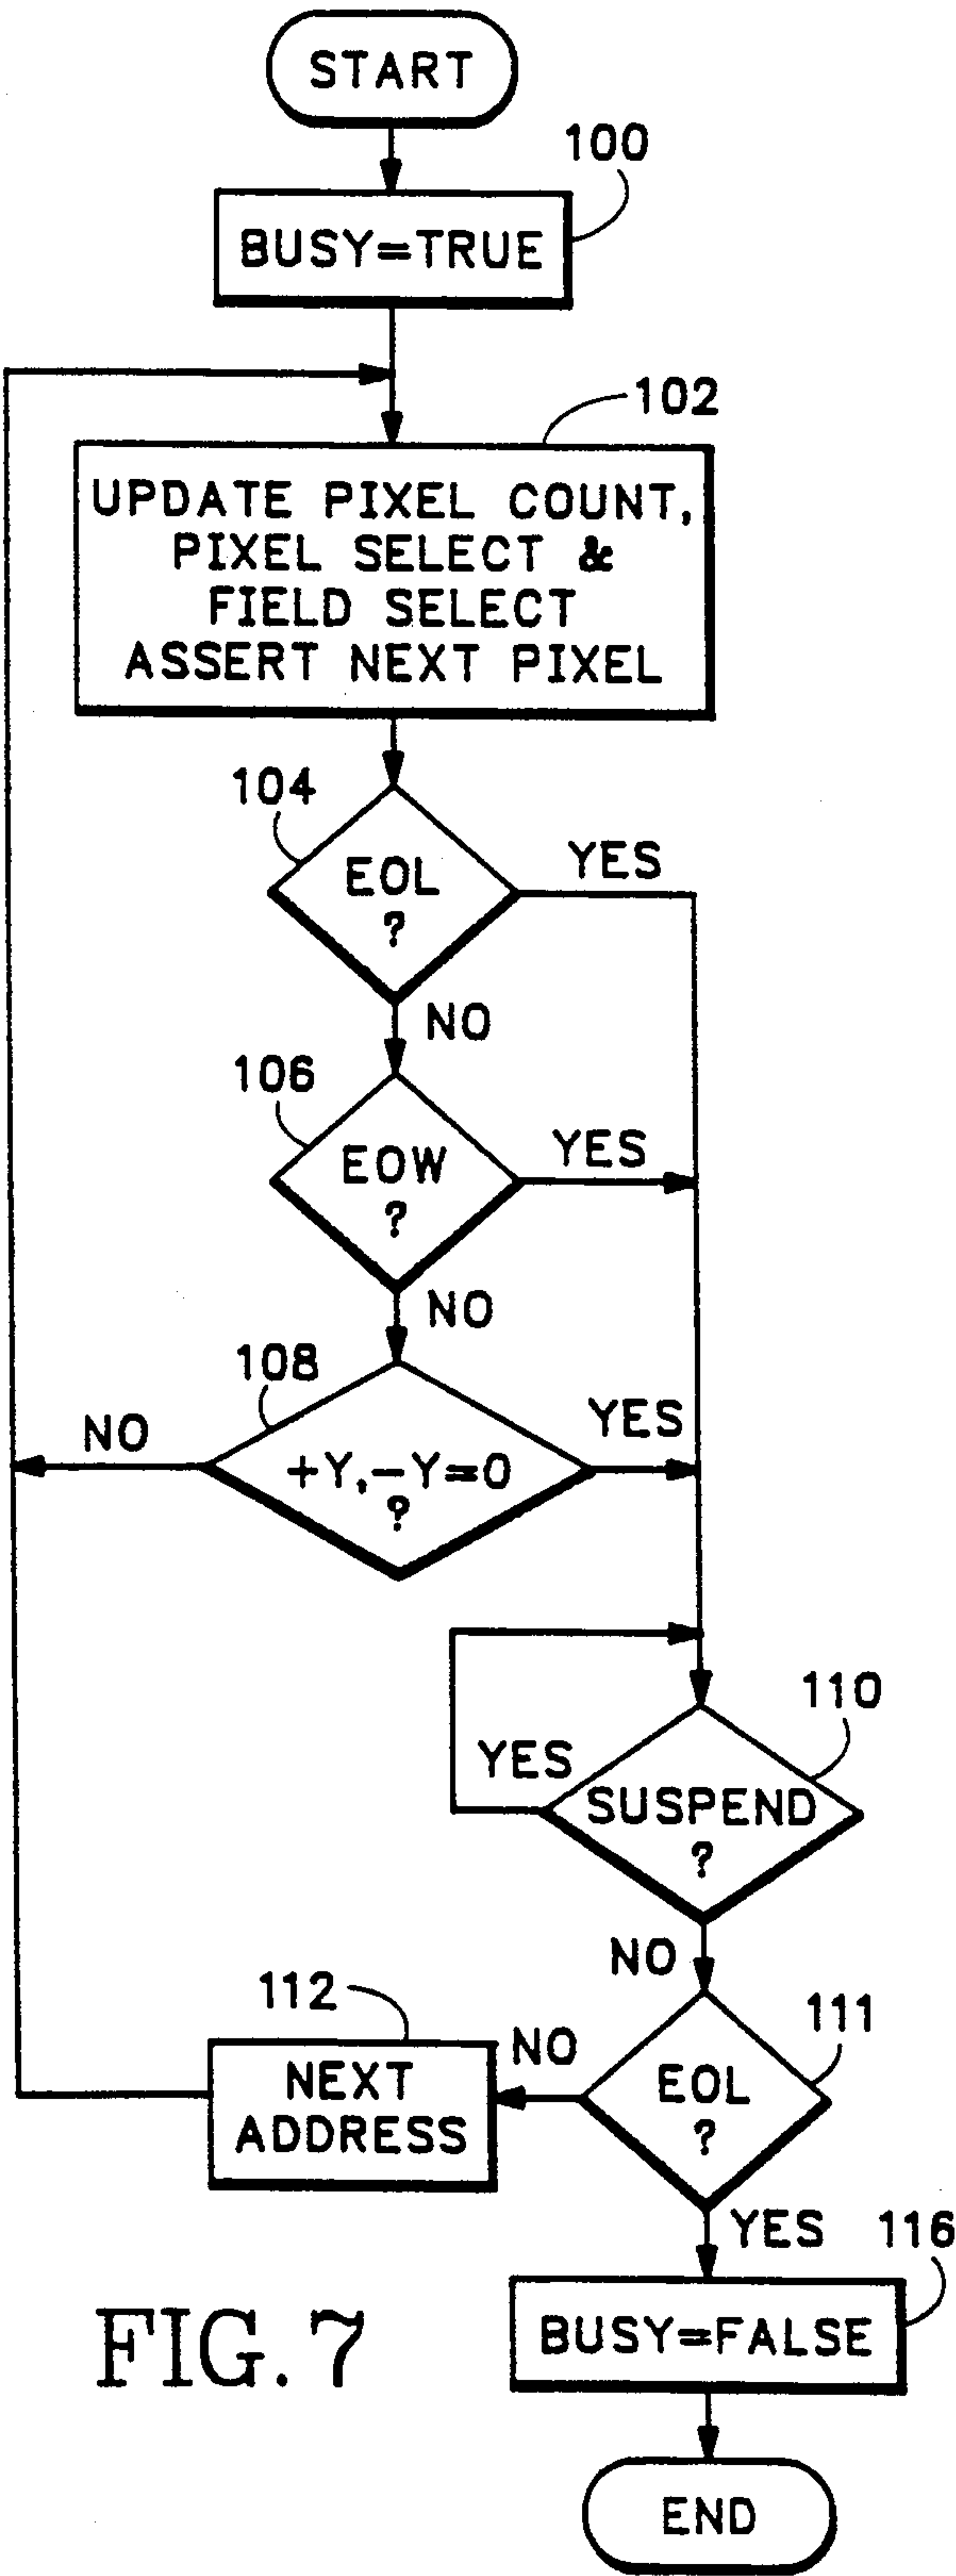 START
100
BUSY=TRUE
102
UPDATE PIXEL COUNT,
PIXEL SELECT &
FIELD SELECT
ASSERT NEXT PIXEL
104
EOL
?
YES
NO
106
EOW
?
YES
NO
108
NO
+Y,-Y=0
?
YES
110
YES
SUSPEND
?
NO
111
EOL
?
NO
112
NEXT
ADDRESS
YES
116
BUSY=FALSE
END
FIG. 7